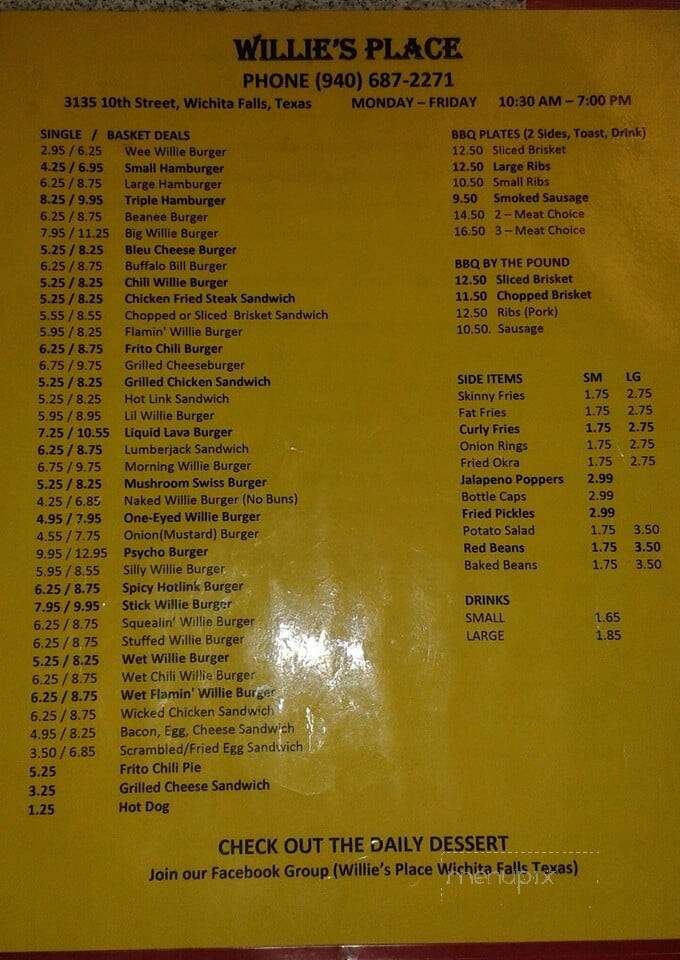 WILLIE'S PLACE
PHONE (940) 687-2271
3135 10th Street, Wichita Falls, Texas MONDAY – FRIDAY 10:30 AM – 7:00 PM
SINGLE / BASKET DEALS
2.95 / 6.25 Wee Willie Burger
4.25 / 6.95 Small Hamburger
6.25 / 8.75 Large Hamburger
8.25 / 9.95 Triple Hamburger
6.25 / 8.75 Beanee Burger
7.95 / 11.25 Big Willie Burger
5.25 / 8.25 Bleu Cheese Burger
6.25 / 8.75 Buffalo Bill Burger
5.25 / 8.25 Chili Willie Burger
5.25 / 8.25 Chicken Fried Steak Sandwich
5.55 / 8.55 Chopped or Sliced Brisket Sandwich
5.95 / 8.25 Flamin' Willie Burger
6.25 / 8.75 Frito Chili Burger
6.75 / 9.75 Grilled Cheeseburger
5.25 / 8.25 Grilled Chicken Sandwich
5.25 / 8.25 Hot Link Sandwich
5.95 / 8.95 Lil Willie Burger
7.25 / 10.55 Liquid Lava Burger
6.25 / 8.75 Lumberjack Sandwich
6.75 / 9.75 Morning Willie Burger
5.25 / 8.25 Mushroom Swiss Burger
4.25 / 6.85 Naked Willie Burger (No Buns)
4.95 / 7.95 One-Eyed Willie Burger
4.55 / 7.75 Onion(Mustard) Burger
9.95 / 12.95 Psycho Burger
5.95 / 8.55 Silly Willie Burger
6.25 / 8.75 Spicy Hotlink Burger
7.95 / 9.95 Stick Willie Burger
6.25 / 8.75 Squealin' Willie Burger
6.25 / 8.75 Stuffed Willie Burger
5.25 / 8.25 Wet Willie Burger
6.25 / 8.75 Wet Chili Willie Burger
6.25 / 8.75 Wet Flamin' Willie Burger
6.25 / 8.75 Wicked Chicken Sandwich
4.95 / 8.25 Bacon, Egg, Cheese Sandwich
3.50 / 6.85 Scrambled/Fried Egg Sandwich
5.25 Frito Chili Pie
3.25 Grilled Cheese Sandwich
1.25 Hot Dog
BBQ PLATES (2 Sides, Toast, Drink)
12.50 Sliced Brisket
12.50 Large Ribs
10.50 Small Ribs
9.50 Smoked Sausage
14.50 2 – Meat Choice
16.50 3 – Meat Choice
BBQ BY THE POUND
12.50 Sliced Brisket
11.50 Chopped Brisket
12.50 Ribs (Pork)
10.50. Sausage
SIDE ITEMS SM LG
Skinny Fries 1.75 2.75
Fat Fries 1.75 2.75
Curly Fries 1.75 2.75
Onion Rings 1.75 2.75
Fried Okra 1.75 2.75
Jalapeno Poppers 2.99
Bottle Caps 2.99
Fried Pickles 2.99
Potato Salad 1.75 3.50
Red Beans 1.75 3.50
Baked Beans 1.75 3.50
DRINKS
SMALL 1.65
LARGE 1.85
CHECK OUT THE DAILY DESSERT
Join our Facebook Group (Willie's Place Wichita Falls Texas)
menupix